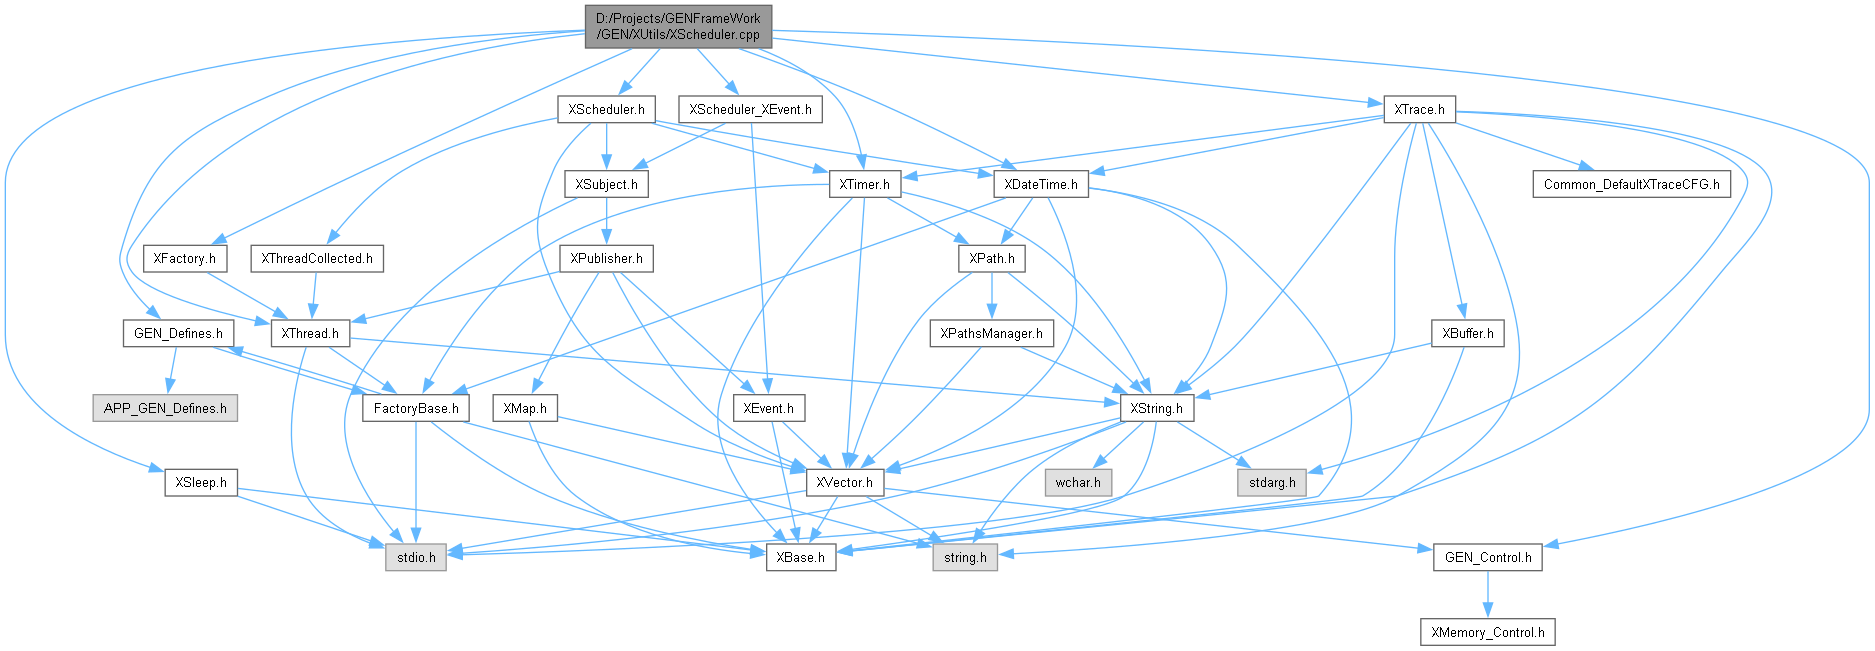 D:/Projects/GENFrameWork
/GEN/XUtils/XScheduler.cpp
XScheduler.h
XScheduler_XEvent.h
XTrace.h
XSubject.h
XTimer.h
XDateTime.h
Common_DefaultXTraceCFG.h
XFactory.h
XThreadCollected.h
XPublisher.h
XPath.h
GEN_Defines.h
XThread.h
XPathsManager.h
XBuffer.h
APP_GEN_Defines.h
FactoryBase.h
XMap.h
XEvent.h
XString.h
XSleep.h
XVector.h
wchar.h
stdarg.h
stdio.h
XBase.h
string.h
GEN_Control.h
XMemory_Control.h